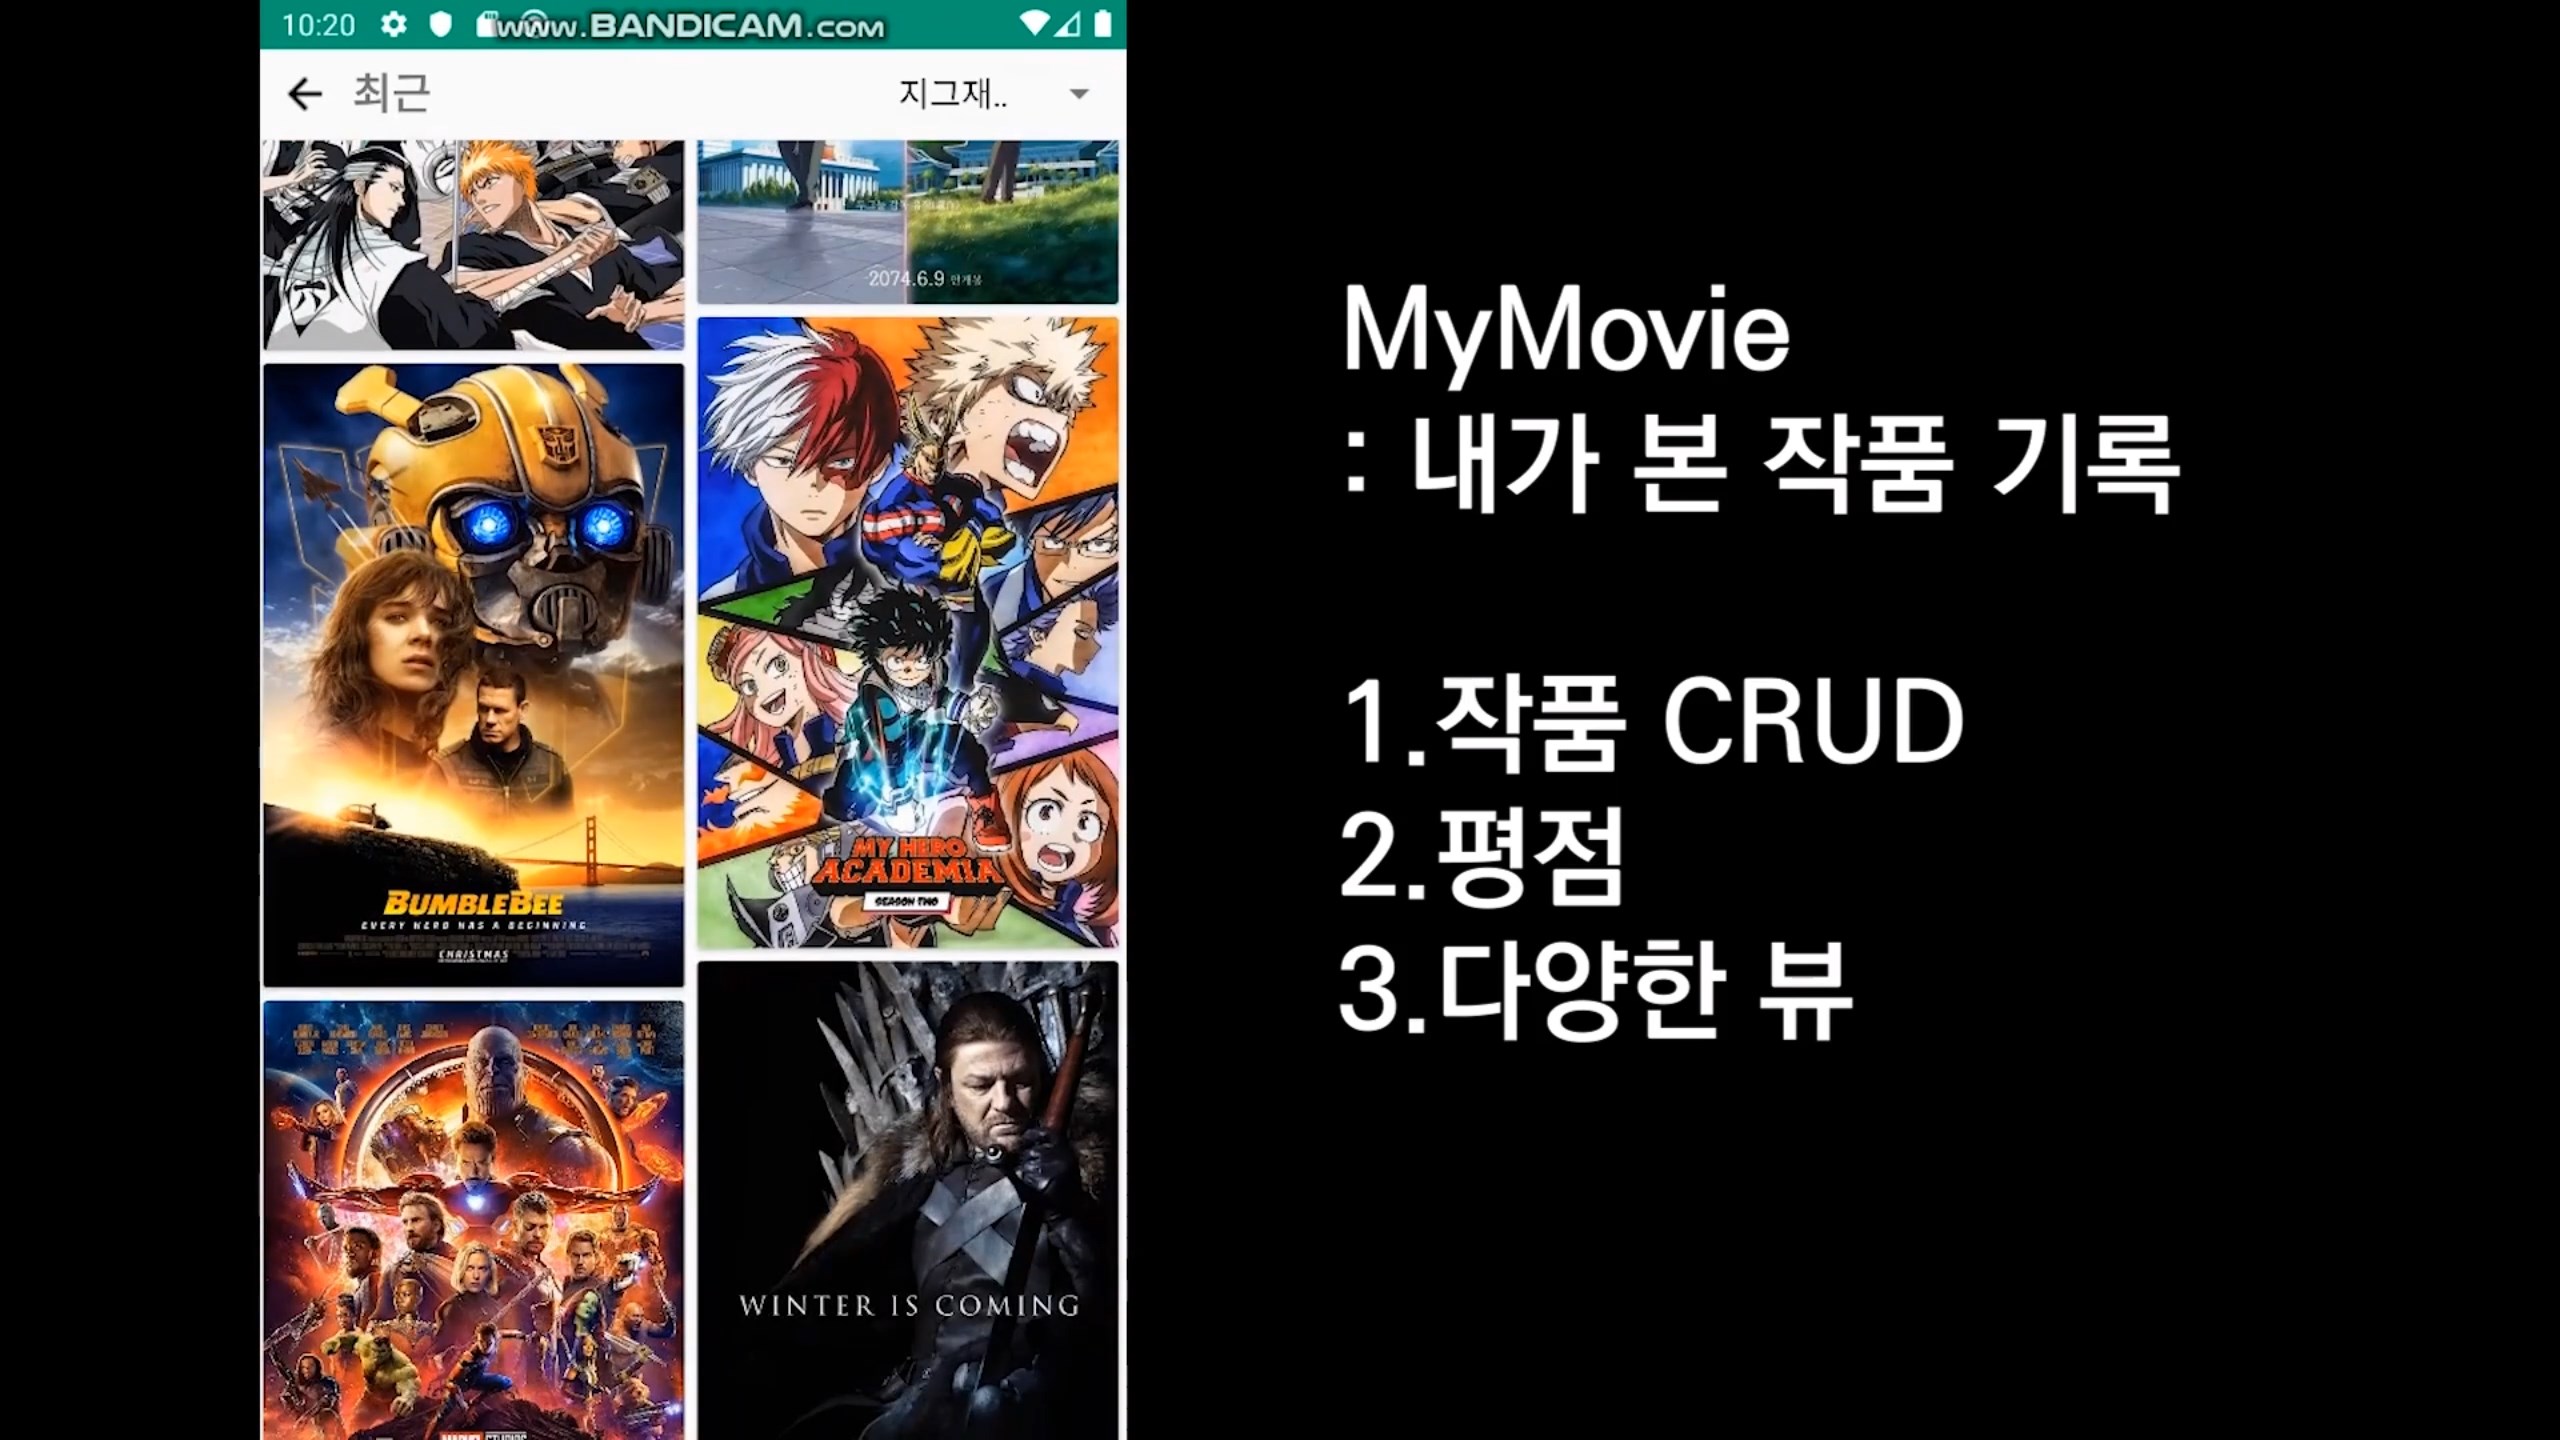 10:20
www.BANDICAM.com
최근
지그재..
2074.6.9
BUMBLEBEE
EVERY HERO HAS A BEGINNING
CHRISTMAS
MY HERO
ACADEMIA
SEASON TWO
WINTER IS COMING
MARVEL STUDIOS
MyMovie
: 내가 본 작품 기록
1.작품 CRUD
2.평점
3.다양한 뷰